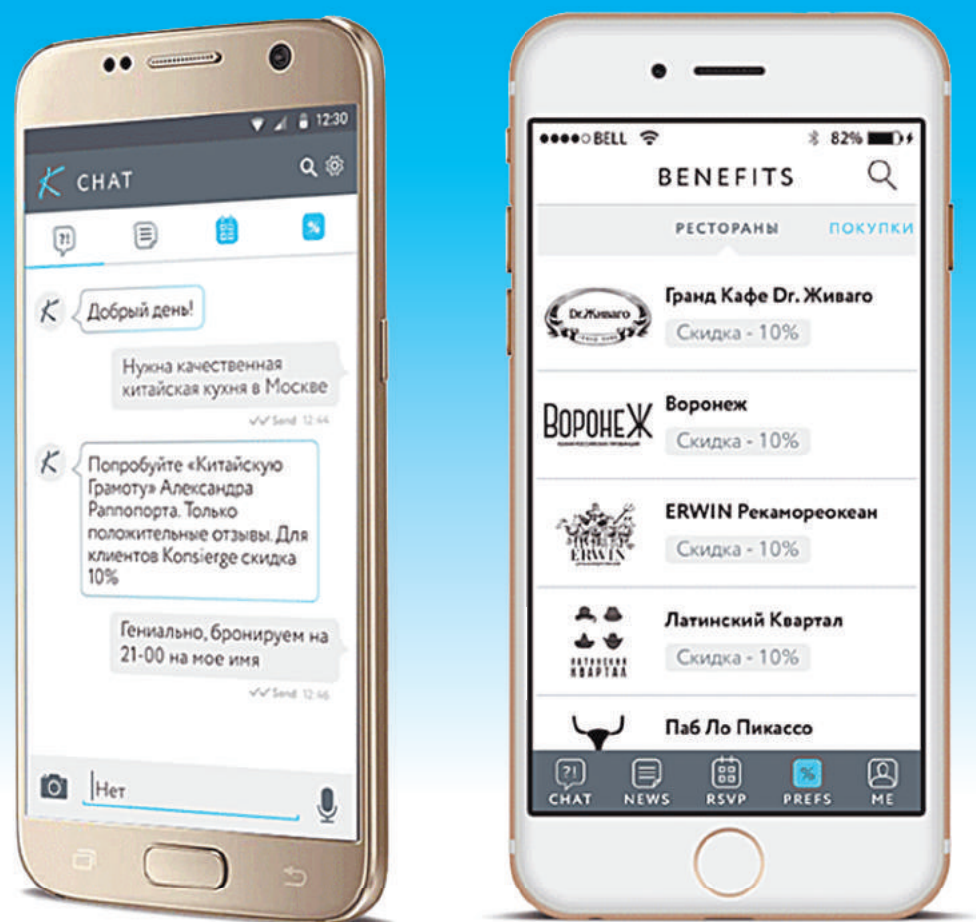 12:30
K CHAT
?!
%
K
Добрый день!
Нужна качественная
китайская кухня в Москве
Send 12:44
K
Попробуйте «Китайскую
Грамоту» Александра
Раппопорта. Только
положительные отзывы. Для
клиентов Konsierge скидка
10%
Гениально, бронируем на
21-00 на мое имя
Send 12:46
Нет
BELL 82%
BENEFITS
РЕСТОРАНЫ ПОКУПКИ
Dr.Живаго
Гранд Кафе Dr. Живаго
Скидка - 10%
ВОРОНЕЖ
Воронеж
Скидка - 10%
ERWIN
ERWIN Рекамореокеан
Скидка - 10%
ЛАТИНСКИЙ
КВАРТАЛ
Латинский Квартал
Скидка - 10%
Паб Ло Пикассо
?! %
CHAT NEWS RSVP PREFS ME